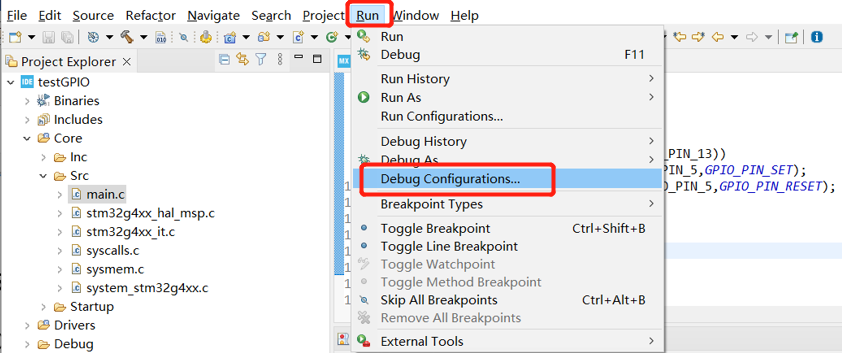 File Edit Source Refactor Navigate Search Project Run Window Help
Project Explorer
testGPIO
Binaries
Includes
Core
Inc
Src
main.c
stm32g4xx_hal_msp.c
stm32g4xx_it.c
syscalls.c
sysmem.c
system_stm32g4xx.c
Startup
Drivers
Debug
Run
Debug F11
Run History
Run As
Run Configurations...
Debug History
Debug As
Debug Configurations...
Breakpoint Types
Toggle Breakpoint Ctrl+Shift+B
Toggle Line Breakpoint
Toggle Watchpoint
Toggle Method Breakpoint
Skip All Breakpoints Ctrl+Alt+B
Remove All Breakpoints
External Tools
MX
_PIN_13))
_PIN_5,GPIO_PIN_SET);
O_PIN_5,GPIO_PIN_RESET);